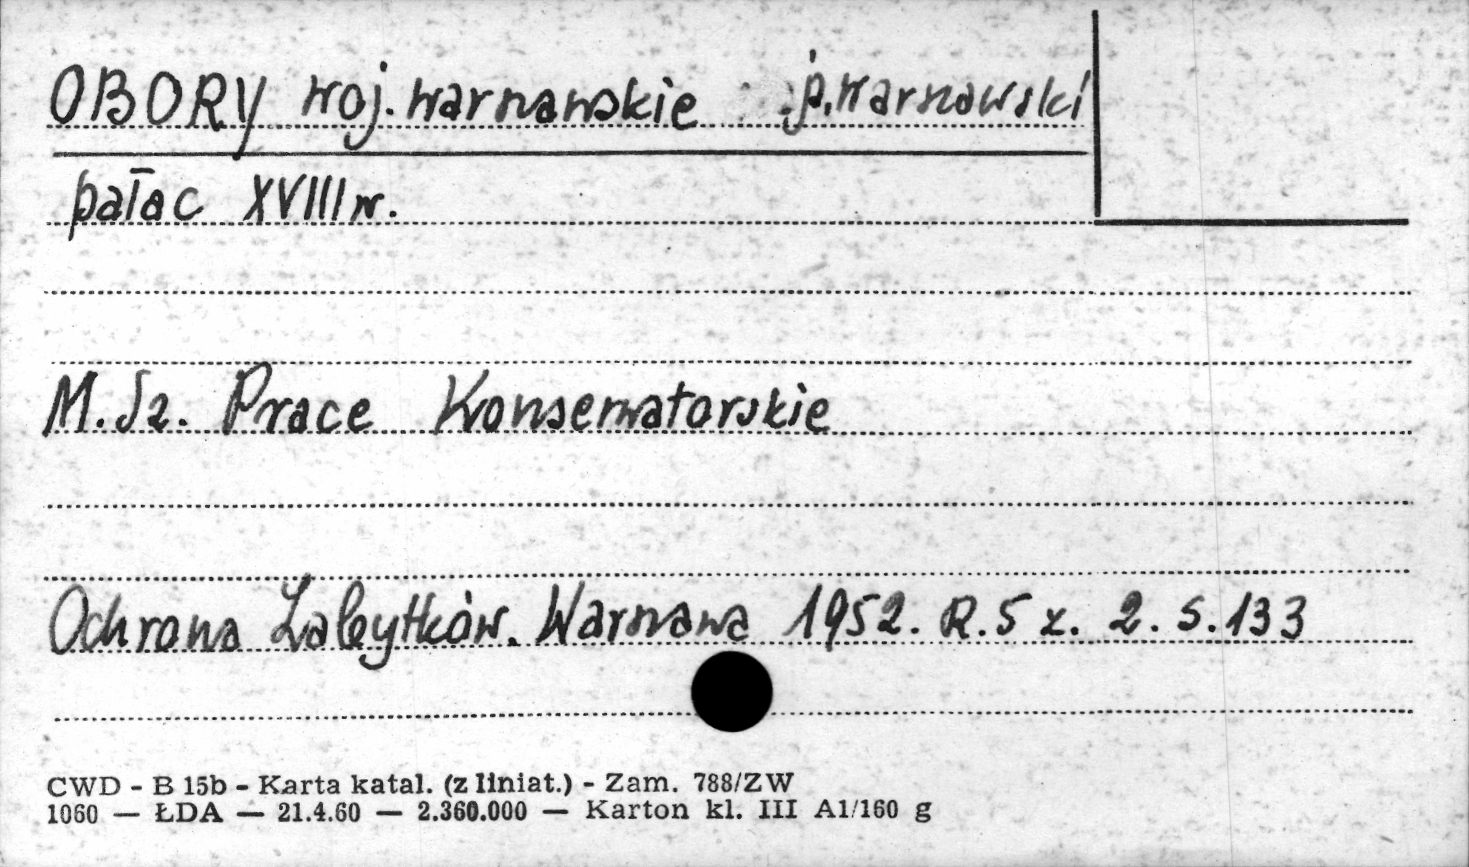 OBORY woj. warszawskie p. warszawski
pałac XVIII w.
M. Sz. Prace Konserwatorskie
Ochrona Zabytków. Warszawa 1952. R. 5 z. 2. s. 133
CWD - B 15b - Karta katal. (z liniat.) - Zam. 788/ZW
1060 — ŁDA — 21.4.60 — 2.360.000 — Karton kl. III A1/160 g